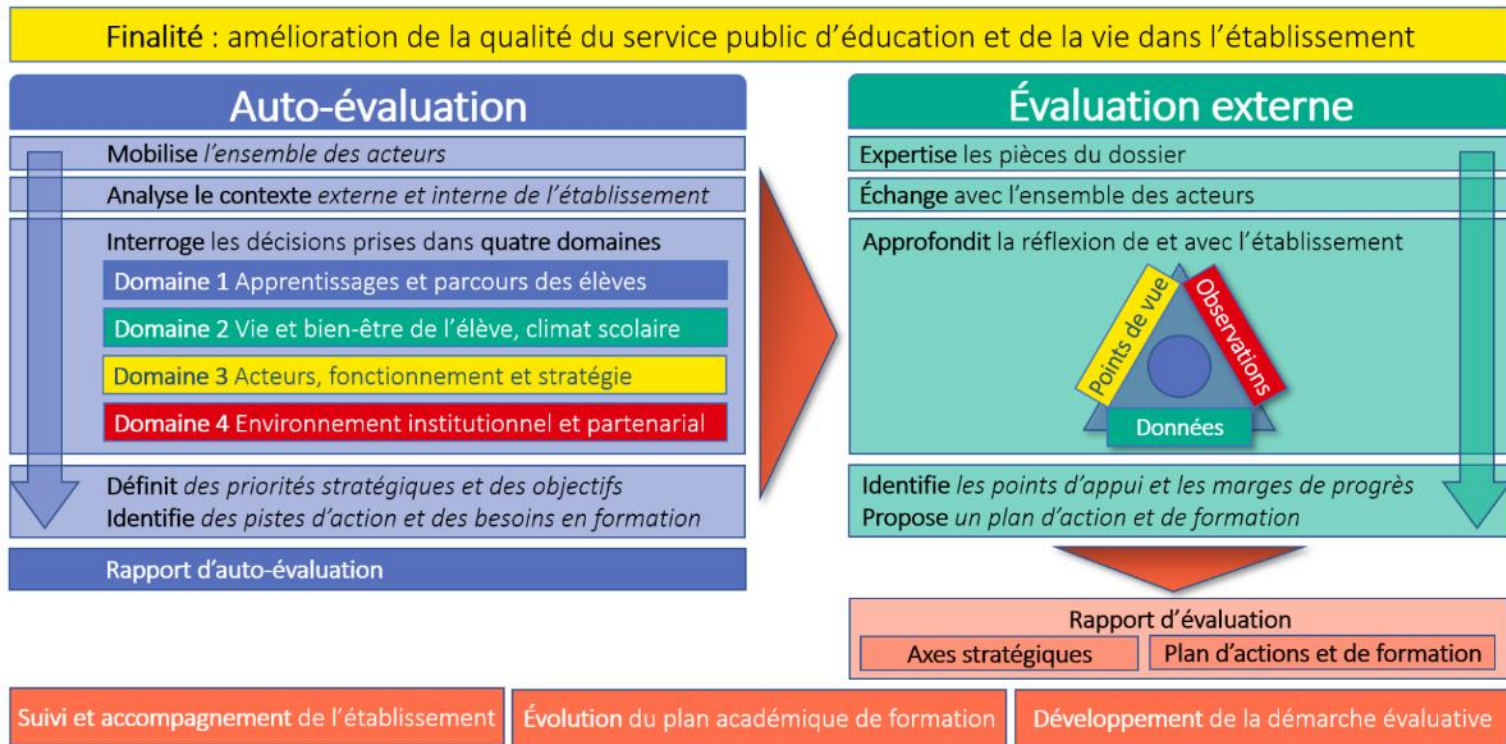 Finalité : amélioration de la qualité du service public d’éducation et de la vie dans l’établissement
Auto-évaluation
Mobilise l’ensemble des acteurs
Analyse le contexte externe et interne de l’établissement
Interroge les décisions prises dans quatre domaines
Domaine 1 Apprentissages et parcours des élèves
Domaine 2 Vie et bien-être de l’élève, climat scolaire
Domaine 3 Acteurs, fonctionnement et stratégie
Domaine 4 Environnement institutionnel et partenarial
Définit des priorités stratégiques et des objectifs
Identifie des pistes d’action et des besoins en formation
Rapport d’auto-évaluation
Évaluation externe
Expertise les pièces du dossier
Échange avec l’ensemble des acteurs
Approfondit la réflexion de et avec l’établissement
Points de vue
Observations
Données
Identifie les points d’appui et les marges de progrès
Propose un plan d’action et de formation
Rapport d’évaluation
Axes stratégiques
Plan d’actions et de formation
Suivi et accompagnement de l’établissement
Évolution du plan académique de formation
Développement de la démarche évaluative